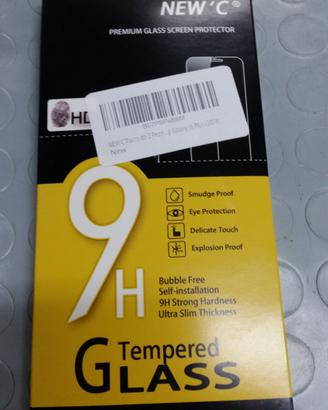 NEW'C®
PREMIUM GLASS SCREEN PROTECTOR
HD
New
9H
Smudge Proof
Eye Protection
Delicate Touch
Explosion Proof
Bubble Free
Self-installation
9H Strong Hardness
Ultra Slim Thickness
Tempered
GLASS